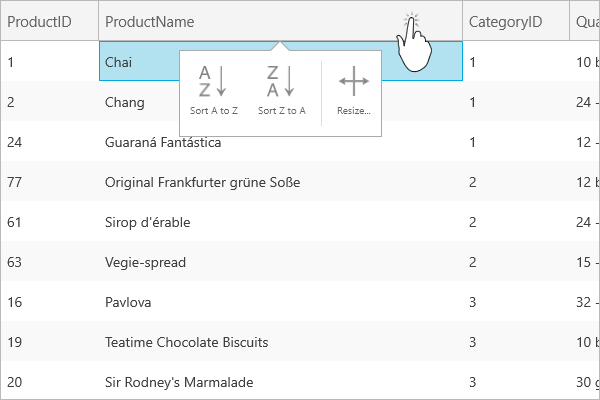 ProductID ProductName CategoryID Qua
1 Chai 1 10 b
2 Chang 1 24 -
24 Guaraná Fantástica 1 12 -
77 Original Frankfurter grüne Soße 2 12 b
61 Sirop d'érable 2 24 -
63 Vegie-spread 2 15 -
16 Pavlova 3 32 -
19 Teatime Chocolate Biscuits 3 10 b
20 Sir Rodney's Marmalade 3 30 g
A Z
Z A
Sort A to Z Sort Z to A Resize...